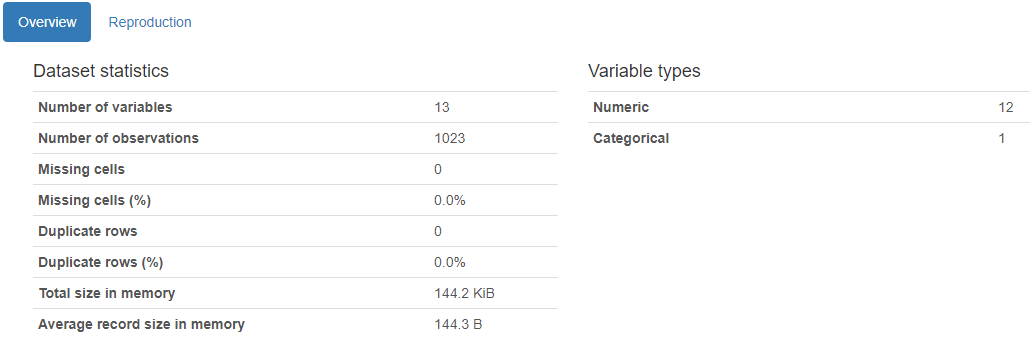 Overview Reproduction
Dataset statistics
Number of variables 13
Number of observations 1023
Missing cells 0
Missing cells (%) 0.0%
Duplicate rows 0
Duplicate rows (%) 0.0%
Total size in memory 144.2 KiB
Average record size in memory 144.3 B
Variable types
Numeric 12
Categorical 1